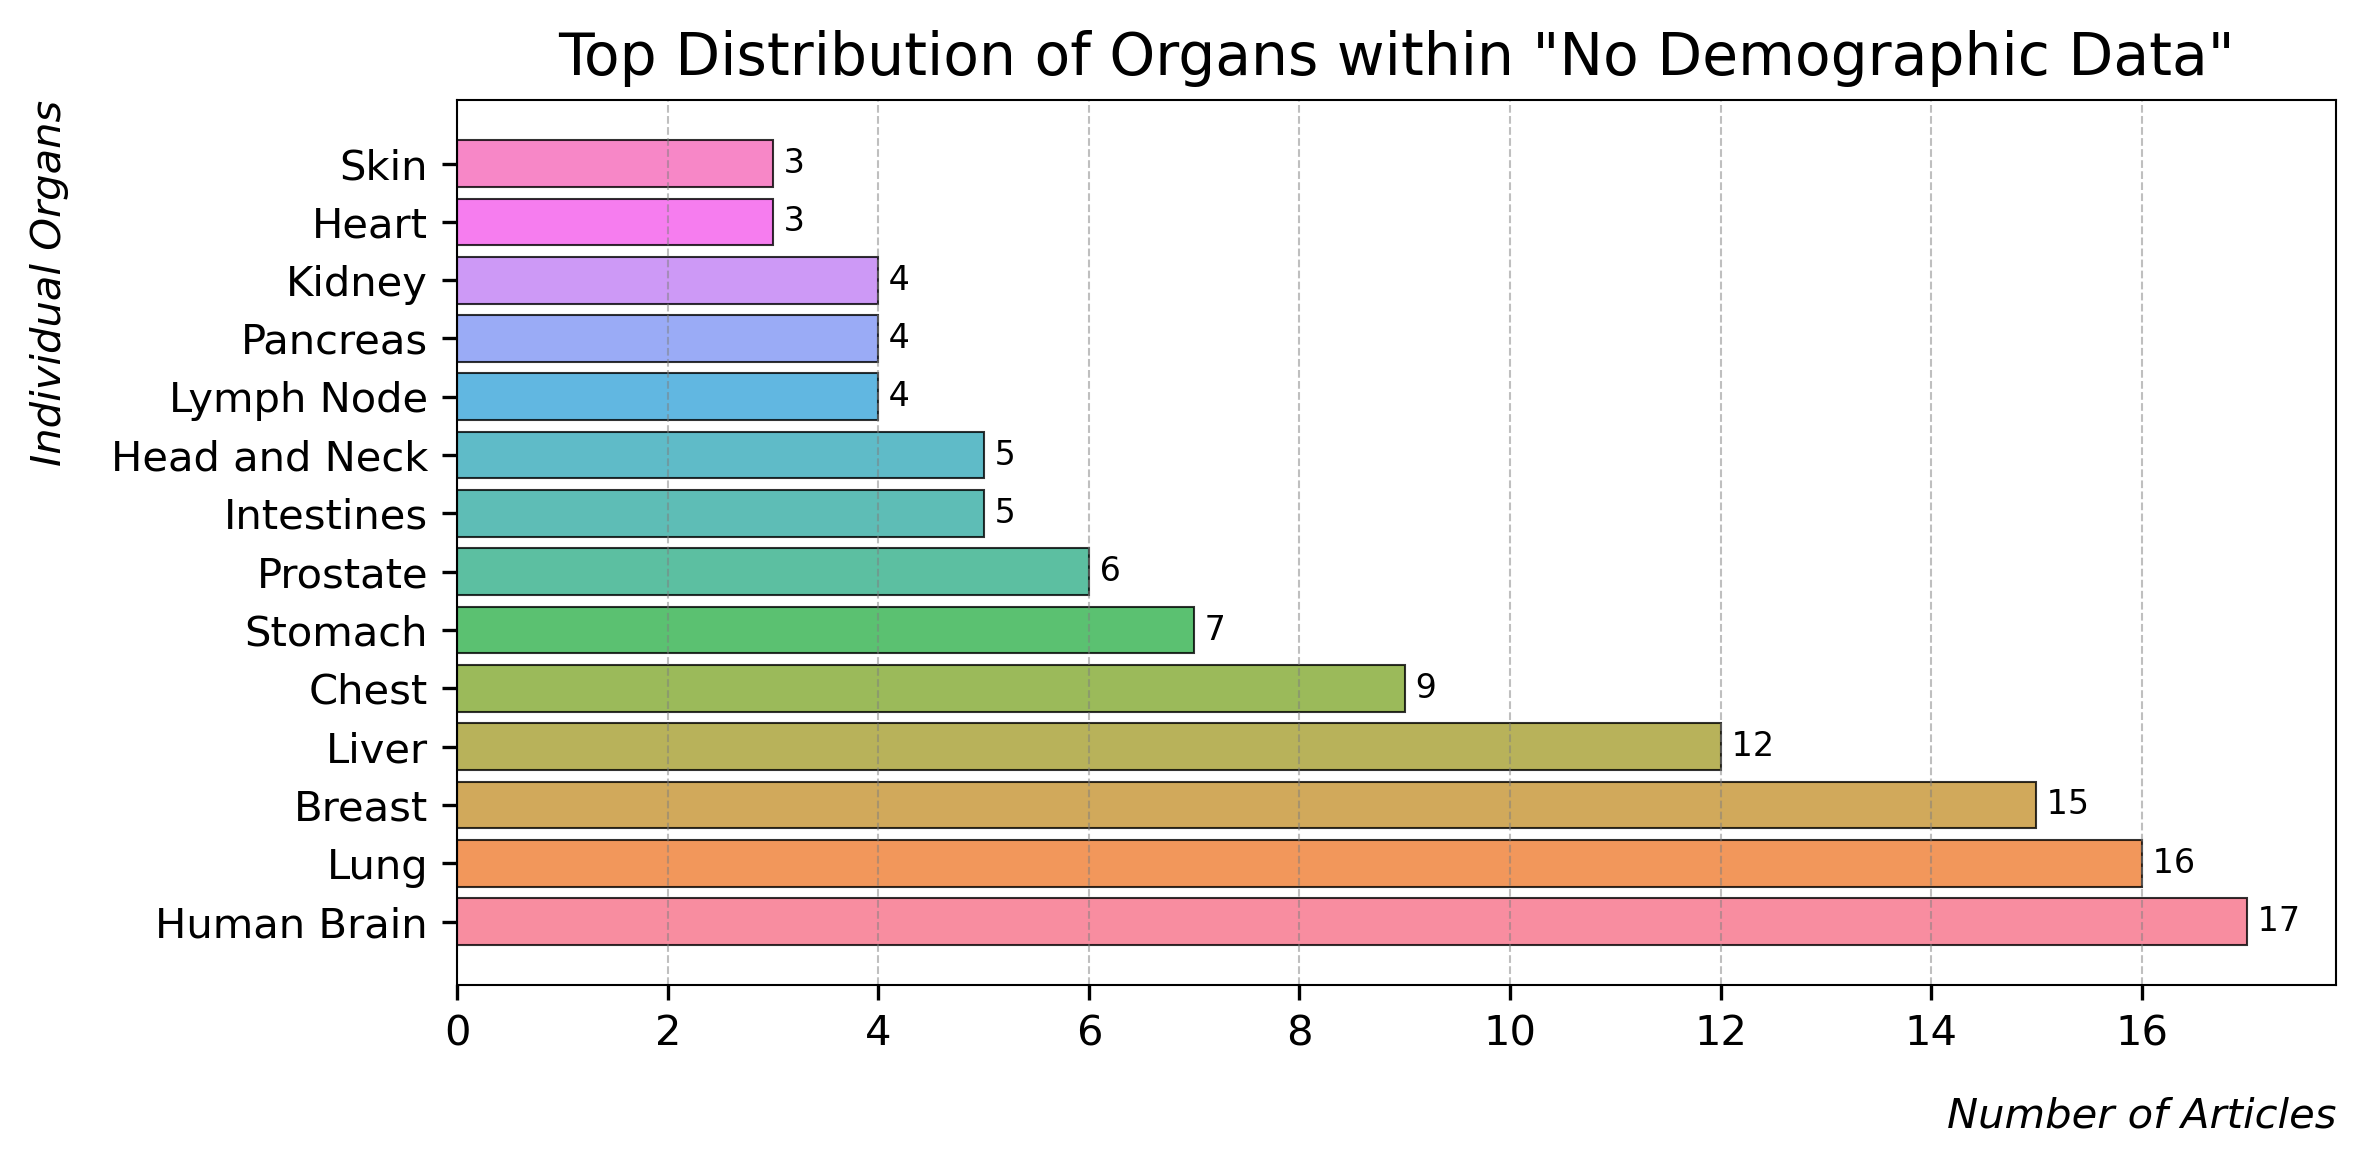 Top Distribution of Organs within "No Demographic Data"
Individual Organs
Skin 3
Heart 3
Kidney 4
Pancreas 4
Lymph Node 4
Head and Neck 5
Intestines 5
Prostate 6
Stomach 7
Chest 9
Liver 12
Breast 15
Lung 16
Human Brain 17
0 2 4 6 8 10 12 14 16
Number of Articles